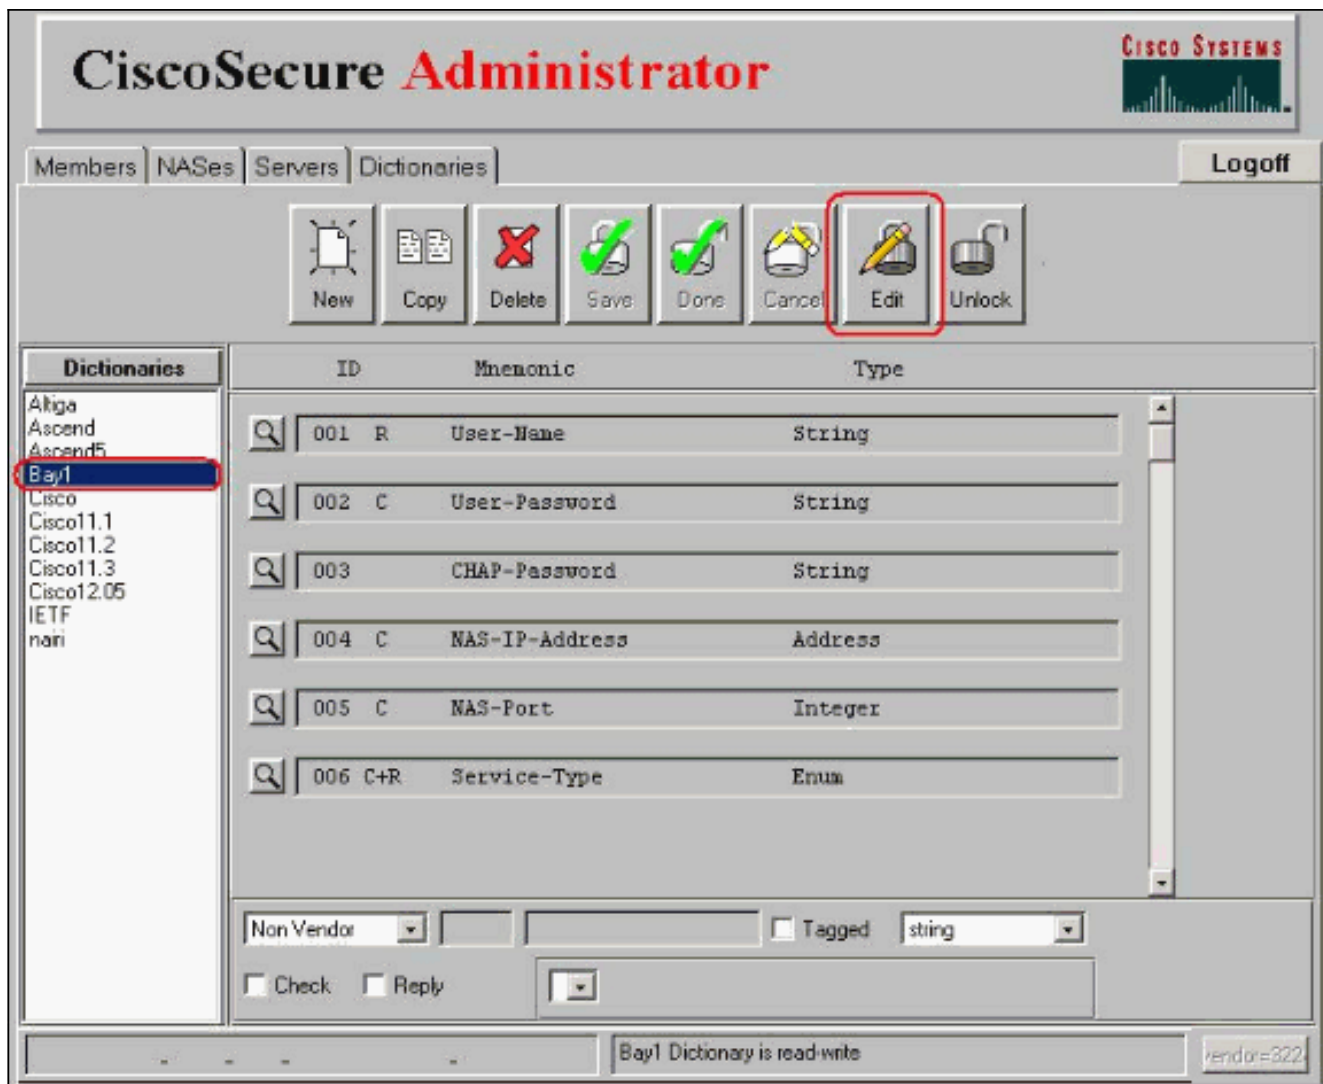 CiscoSecure Administrator
CISCO SYSTEMS
Members NASes Servers Dictionaries
Logoff
New Copy Delete Save Done Cancel Edit Unlock
Dictionaries
ID Mnemonic Type
Altiga
Ascend
Ascend5
Bay1
Cisco
Cisco11.1
Cisco11.2
Cisco11.3
Cisco12.05
IETF
nairi
001 R User-Name String
002 C User-Password String
003 CHAP-Password String
004 C NAS-IP-Address Address
005 C NAS-Port Integer
006 C+R Service-Type Enum
Non Vendor Tagged string
Check Reply
Bay1 Dictionary is read-write